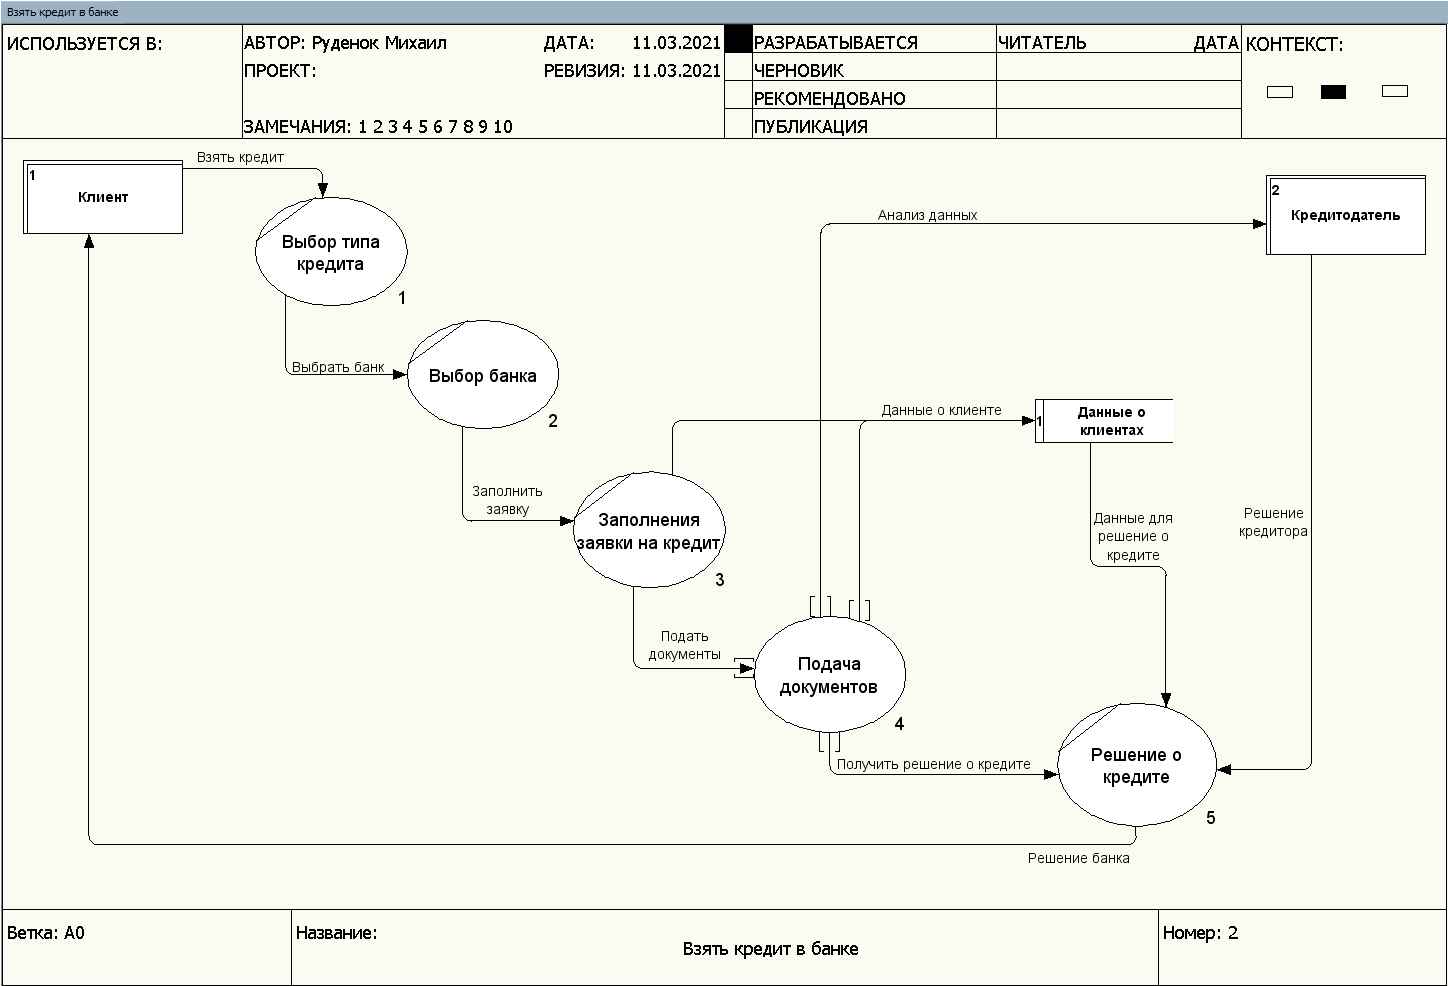 Взять кредит в банке
ИСПОЛЬЗУЕТСЯ В:
АВТОР: Руденок Михаил
ДАТА: 11.03.2021
ПРОЕКТ:
РЕВИЗИЯ: 11.03.2021
ЗАМЕЧАНИЯ: 1 2 3 4 5 6 7 8 9 10
РАЗРАБАТЫВАЕТСЯ
ЧЕРНОВИК
РЕКОМЕНДОВАНО
ПУБЛИКАЦИЯ
ЧИТАТЕЛЬ
ДАТА
КОНТЕКСТ:
1
Клиент
Взять кредит
Выбор типа
кредита
1
Выбрать банк
Выбор банка
2
Заполнить
заявку
Заполнения
заявки на кредит
3
Подать
документы
Подача
документов
4
Анализ данных
2
Кредитодатель
Данные о клиенте
1
Данные о
клиентах
Данные для
решение о
кредите
Решение
кредитора
Получить решение о кредите
Решение о
кредите
5
Решение банка
Ветка: A0
Название:
Взять кредит в банке
Номер: 2